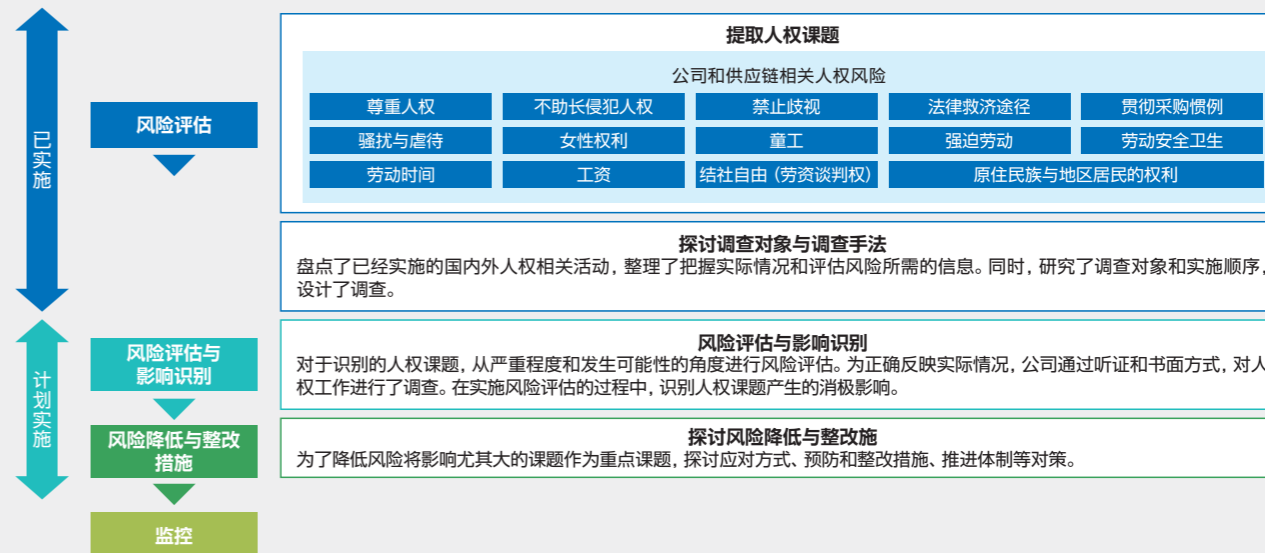 已实施
风险评估
提取人权课题
公司和供应链相关人权风险
尊重人权
不助长侵犯人权
禁止歧视
法律救济途径
贯彻采购惯例
骚扰与虐待
女性权利
童工
强迫劳动
劳动安全卫生
劳动时间
工资
结社自由（劳资谈判权）
原住民族与地区居民的权利
探讨调查对象与调查手法
盘点了已经实施的国内外人权相关活动，整理了把握实际情况和评估风险所需的信息。同时，研究了调查对象和实施顺序，
设计了调查。
计划实施
风险评估与
影响识别
风险评估与影响识别
对于识别的人权课题，从严重程度和发生可能性的角度进行风险评估。为正确反映实际情况，公司通过听证和书面方式，对人
权工作进行了调查。在实施风险评估的过程中，识别人权课题产生的消极影响。
风险降低与整改
措施
探讨风险降低与整改施
为了降低风险将影响尤其大的课题作为重点课题，探讨应对方式、预防和整改措施、推进体制等对策。
监控